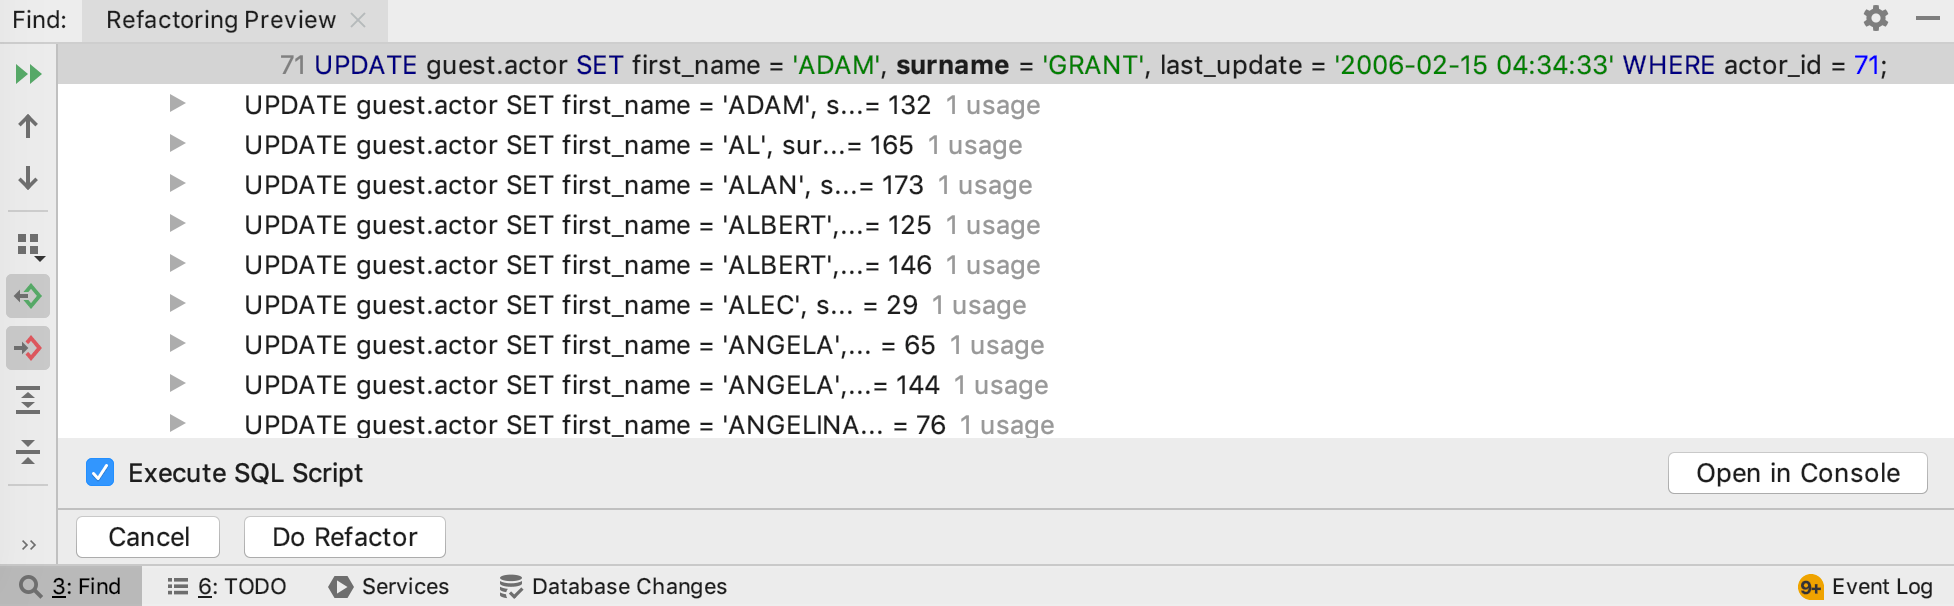 Find: Refactoring Preview
71 UPDATE guest.actor SET first_name = 'ADAM', surname = 'GRANT', last_update = '2006-02-15 04:34:33' WHERE actor_id = 71;
UPDATE guest.actor SET first_name = 'ADAM', s...= 132 1 usage
UPDATE guest.actor SET first_name = 'AL', sur...= 165 1 usage
UPDATE guest.actor SET first_name = 'ALAN', s...= 173 1 usage
UPDATE guest.actor SET first_name = 'ALBERT',...= 125 1 usage
UPDATE guest.actor SET first_name = 'ALBERT',...= 146 1 usage
UPDATE guest.actor SET first_name = 'ALEC', s... = 29 1 usage
UPDATE guest.actor SET first_name = 'ANGELA',... = 65 1 usage
UPDATE guest.actor SET first_name = 'ANGELA',...= 144 1 usage
UPDATE guest.actor SET first_name = 'ANGELINA... = 76 1 usage
Execute SQL Script Open in Console
Cancel Do Refactor
3: Find 6: TODO Services Database Changes 9+ Event Log